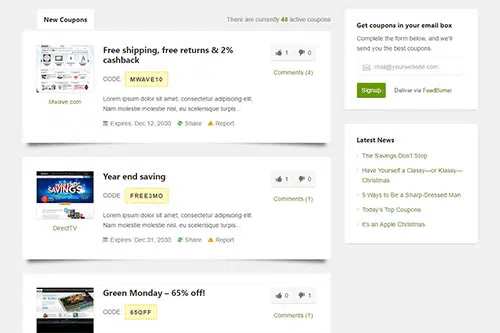 New Coupons
There are currently 48 active coupons
Free shipping, free returns & 2%
cashback
CODE: MWAVE10
Lorem ipsum dolor sit amet, consectetur adipiscing elit.
Nam molestie molestie nisl, eu scelerisque turpis...
Expires: Dec 12, 2030 Share Report
1 0
Comments (4)
Mwave.com
Year end saving
CODE: FREE3MO
Lorem ipsum dolor sit amet, consectetur adipiscing elit.
Nam molestie molestie nisl, eu scelerisque turpis...
Expires: Dec 31, 2030 Share Report
0 0
Comments (1)
SAVINGS
DirectTV
Green Monday – 65% off!
CODE: 65OFF
0 1
Comments (1)
Get coupons in your email box
Complete the form below, and we'll
send you the best coupons.
mail@yourwebsite.com
Signup Deliver via FeedBurner
Latest News
The Savings Don't Stop
Have Yourself a Classy—or Klassy—
Christmas
9 Ways to Be a Sharp-Dressed Man
Today's Top Coupons
It's an Apple Christmas